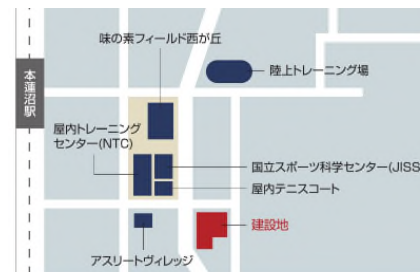 味の素フィールド西が丘
陸上トレーニング場
本蓮沼駅
屋内トレーニング
センター(NTC)
国立スポーツ科学センター(JISS
屋内テニスコート
建設地
アスリートヴィレッジ